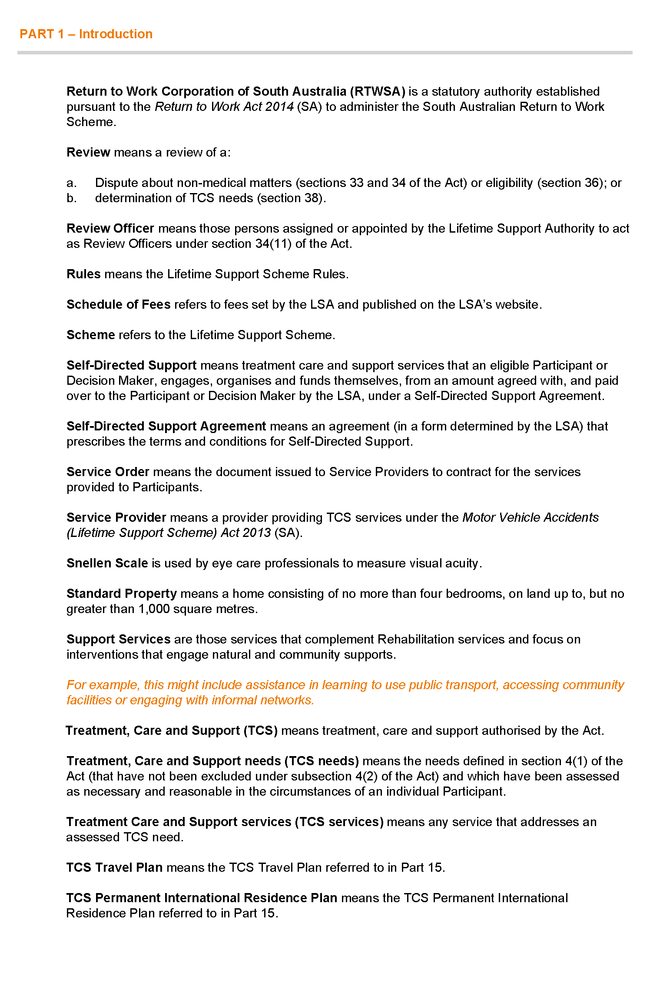 PART 1 – Introduction
Return to Work Corporation of South Australia (RTWSA) is a statutory authority established
pursuant to the Return to Work Act 2014 (SA) to administer the South Australian Return to Work
Scheme.
Review means a review of a:
a. Dispute about non-medical matters (sections 33 and 34 of the Act) or eligibility (section 36); or
b. determination of TCS needs (section 38).
Review Officer means those persons assigned or appointed by the Lifetime Support Authority to act
as Review Officers under section 34(11) of the Act.
Rules means the Lifetime Support Scheme Rules.
Schedule of Fees refers to fees set by the LSA and published on the LSA’s website.
Scheme refers to the Lifetime Support Scheme.
Self-Directed Support means treatment care and support services that an eligible Participant or
Decision Maker, engages, organises and funds themselves, from an amount agreed with, and paid
over to the Participant or Decision Maker by the LSA, under a Self-Directed Support Agreement.
Self-Directed Support Agreement means an agreement (in a form determined by the LSA) that
prescribes the terms and conditions for Self-Directed Support.
Service Order means the document issued to Service Providers to contract for the services
provided to Participants.
Service Provider means a provider providing TCS services under the Motor Vehicle Accidents
(Lifetime Support Scheme) Act 2013 (SA).
Snellen Scale is used by eye care professionals to measure visual acuity.
Standard Property means a home consisting of no more than four bedrooms, on land up to, but no
greater than 1,000 square metres.
Support Services are those services that complement Rehabilitation services and focus on
interventions that engage natural and community supports.
For example, this might include assistance in learning to use public transport, accessing community
facilities or engaging with informal networks.
Treatment, Care and Support (TCS) means treatment, care and support authorised by the Act.
Treatment, Care and Support needs (TCS needs) means the needs defined in section 4(1) of the
Act (that have not been excluded under subsection 4(2) of the Act) and which have been assessed
as necessary and reasonable in the circumstances of an individual Participant.
Treatment Care and Support services (TCS services) means any service that addresses an
assessed TCS need.
TCS Travel Plan means the TCS Travel Plan referred to in Part 15.
TCS Permanent International Residence Plan means the TCS Permanent International
Residence Plan referred to in Part 15.